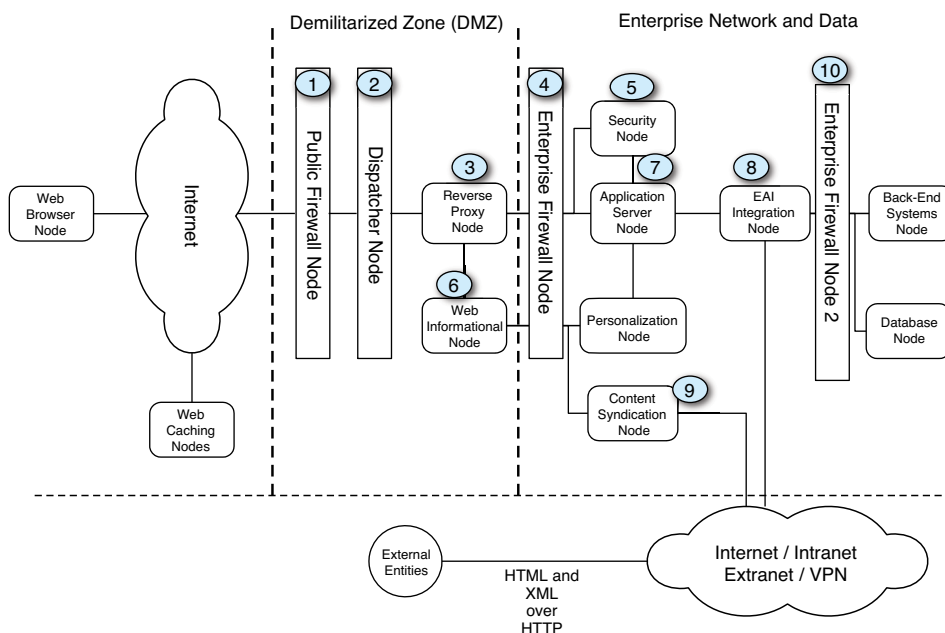 Demilitarized Zone (DMZ)
Enterprise Network and Data
1
2
3
4
5
6
7
8
9
10
Web
Browser
Node
Internet
Web
Caching
Nodes
Public Firewall Node
Dispatcher Node
Reverse
Proxy
Node
Web
Informational
Node
Enterprise Firewall Node
Security
Node
Application
Server
Node
Personalization
Node
Content
Syndication
Node
EAI
Integration
Node
Enterprise Firewall Node 2
Back-End
Systems
Node
Database
Node
External
Entities
HTML and
XML
over
HTTP
Internet / Intranet
Extranet / VPN